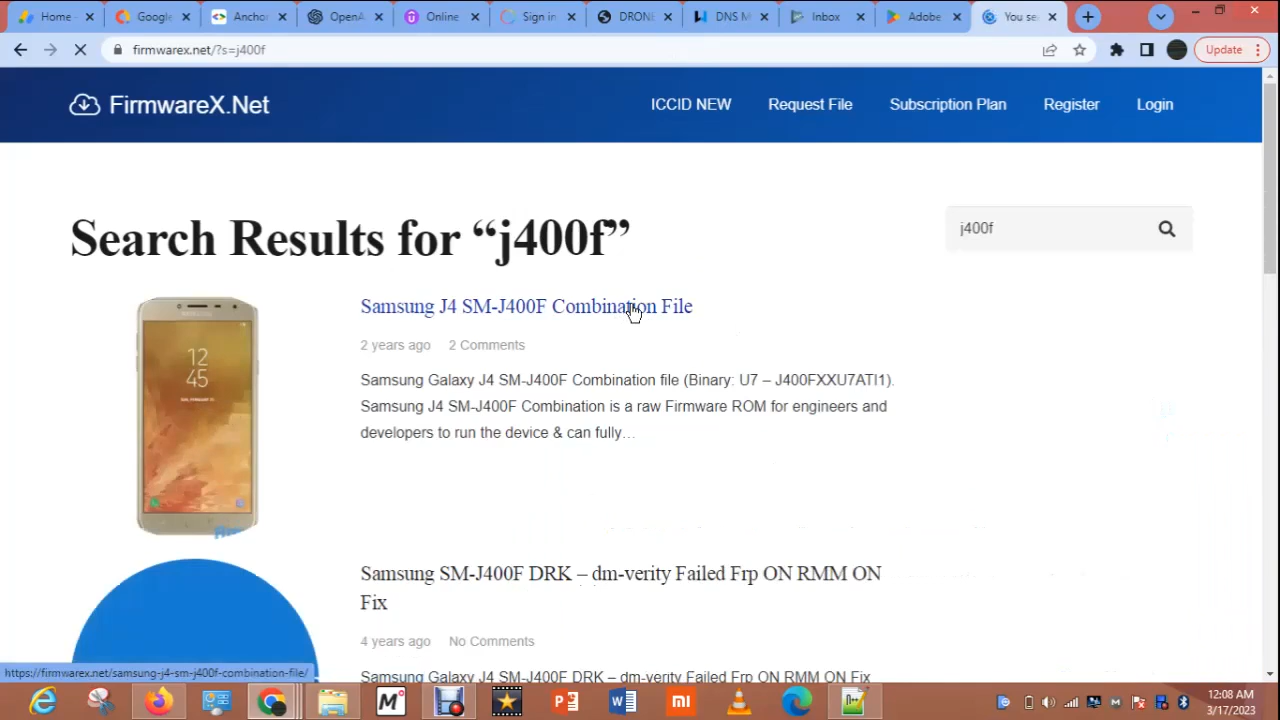 Home -
Google
Anchor
OpenA
Online
Sign in
DRONE
DNS M
Inbox
Adobe
You se
firmwarex.net/?s=j400f
Update
FirmwareX.Net
ICCID NEW
Request File
Subscription Plan
Register
Login
Search Results for “j400f”
j400f
Samsung J4 SM-J400F Combination File
2 years ago 2 Comments
Samsung Galaxy J4 SM-J400F Combination file (Binary: U7 – J400FXXU7ATI1).
Samsung J4 SM-J400F Combination is a raw Firmware ROM for engineers and
developers to run the device & can fully…
12
45
Samsung SM-J400F DRK – dm-verity Failed Frp ON RMM ON
Fix
4 years ago No Comments
Samsung Galaxy J4 SM-J400F DRK – dm-verity Failed Frp ON RMM ON Fix
https://firmwarex.net/samsung-j4-sm-j400f-combination-file/
12:08 AM
3/17/2023